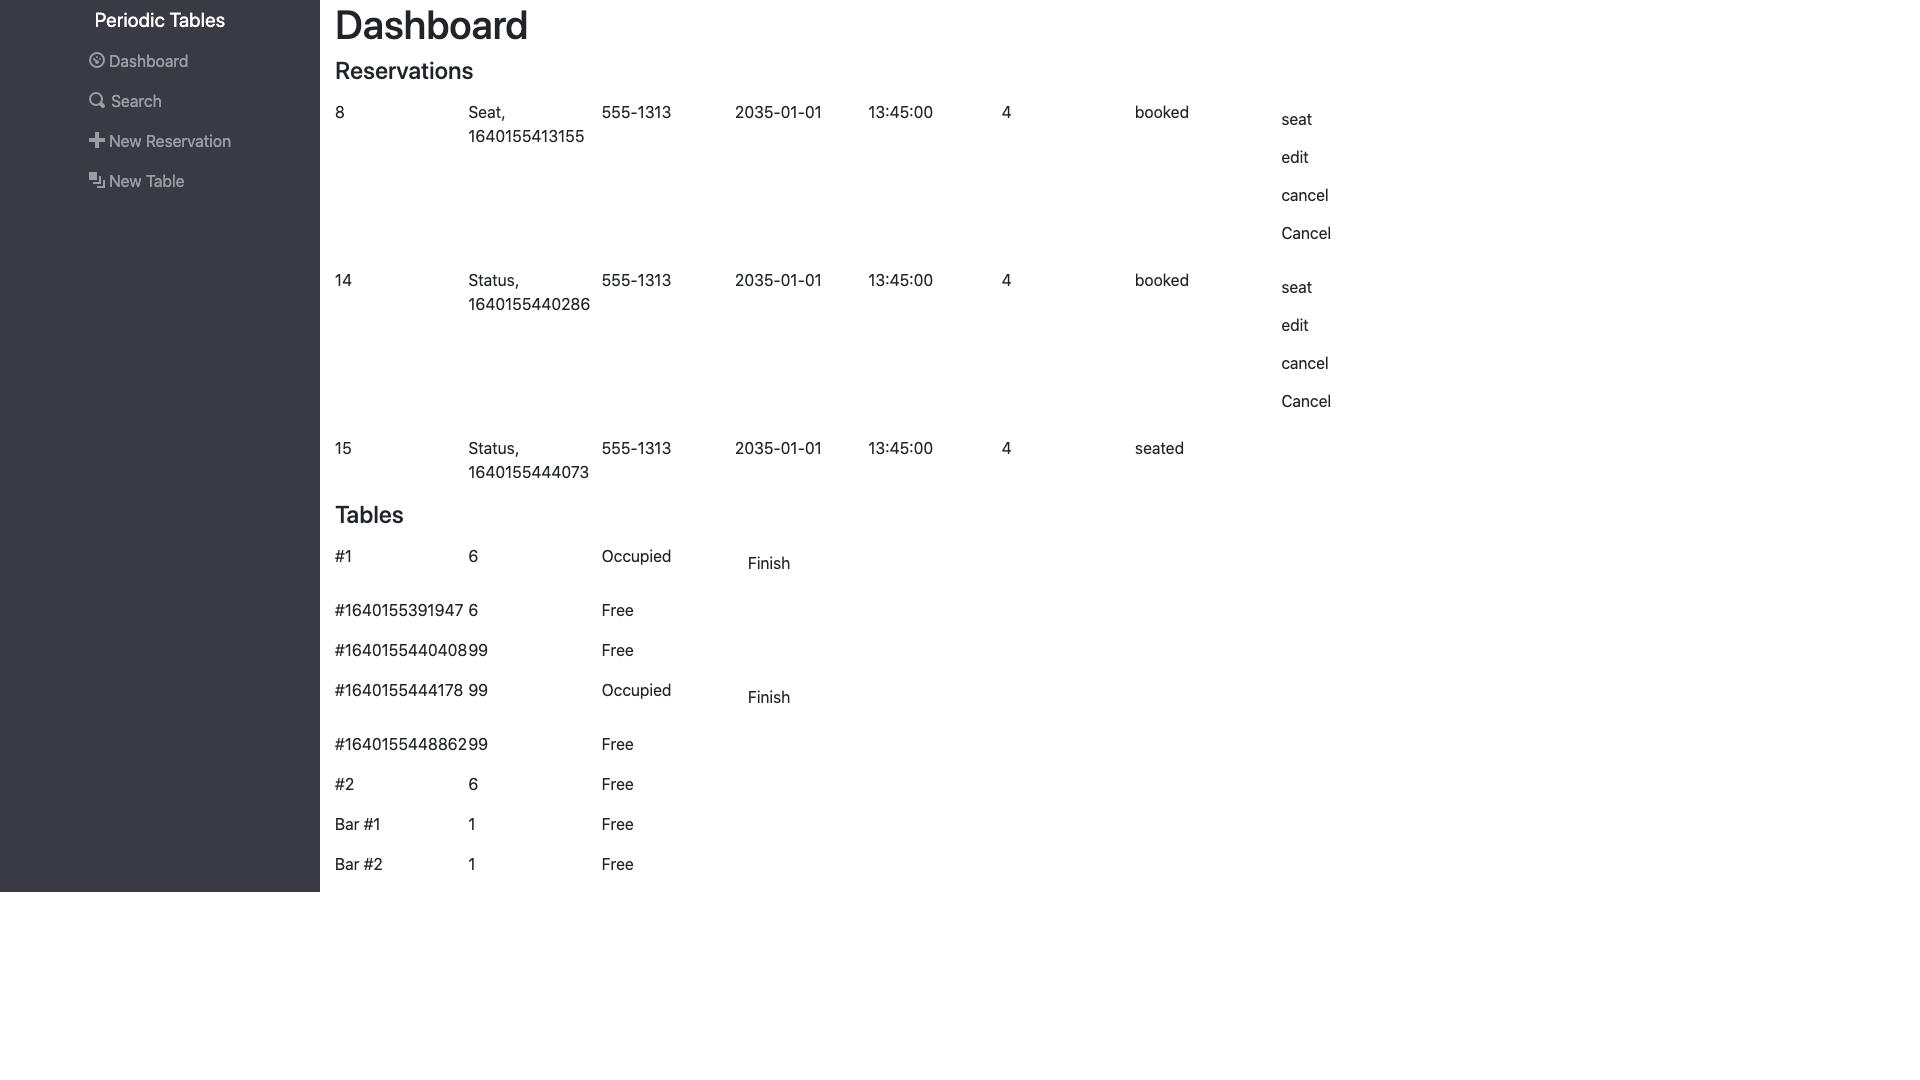 Periodic Tables
Dashboard
Search
New Reservation
New Table
Dashboard
Reservations
8 Seat, 555-1313 2035-01-01 13:45:00 4 booked
1640155413155
seat
edit
cancel
Cancel
14 Status, 555-1313 2035-01-01 13:45:00 4 booked
1640155440286
seat
edit
cancel
Cancel
15 Status, 555-1313 2035-01-01 13:45:00 4 seated
1640155444073
Tables
#1 6 Occupied Finish
#1640155391947 6 Free
#1640155440408 99 Free
#1640155444178 99 Occupied Finish
#1640155448862 99 Free
#2 6 Free
Bar #1 1 Free
Bar #2 1 Free